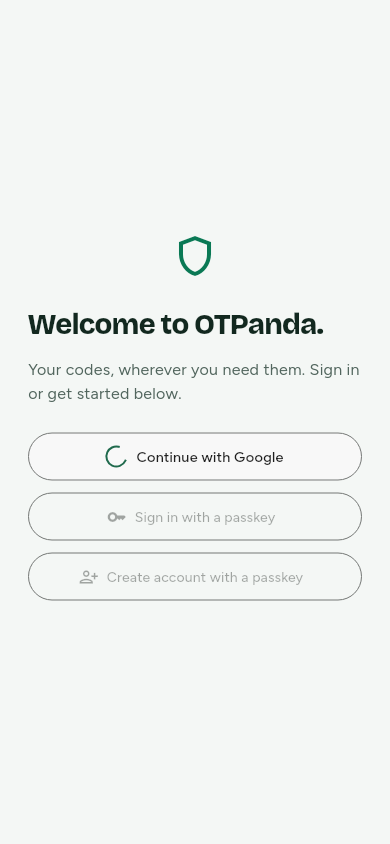 Welcome to OTPanda.
Your codes, wherever you need them. Sign in
or get started below.
Continue with Google
Sign in with a passkey
Create account with a passkey